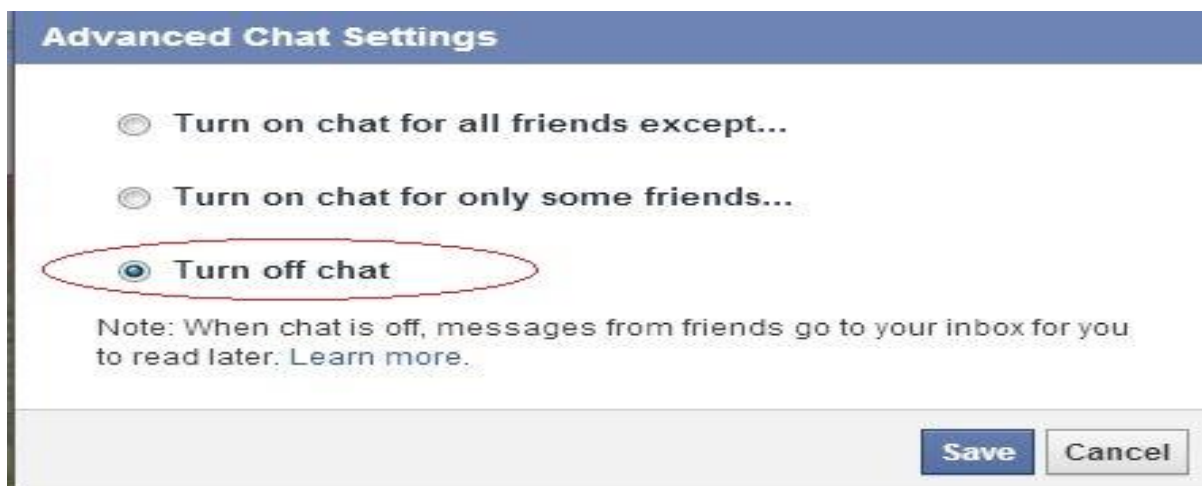 Advanced Chat Settings
Turn on chat for all friends except...
Turn on chat for only some friends...
Turn off chat
Note: When chat is off, messages from friends go to your inbox for you
to read later. Learn more.
Save Cancel